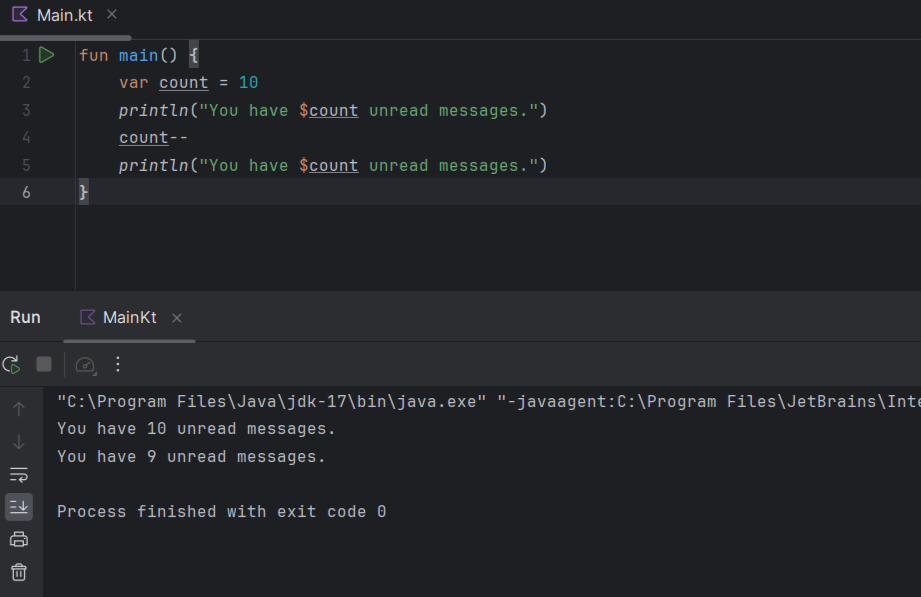 Main.kt
1 fun main() {
2 var count = 10
3 println("You have $count unread messages.")
4 count--
5 println("You have $count unread messages.")
6 }
Run MainKt
"C:\Program Files\Java\jdk-17\bin\java.exe" "-javaagent:C:\Program Files\JetBrains\Inte
You have 10 unread messages.
You have 9 unread messages.
Process finished with exit code 0